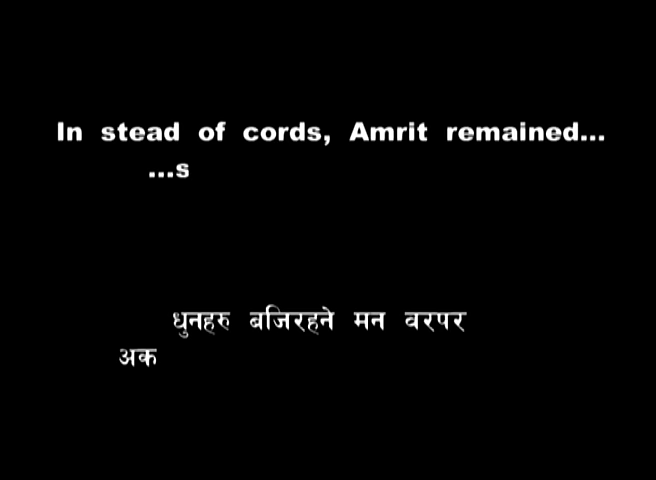 In stead of cords, Amrit remained...
...s
धुनहरु बजिरहने मन वरपर
अक